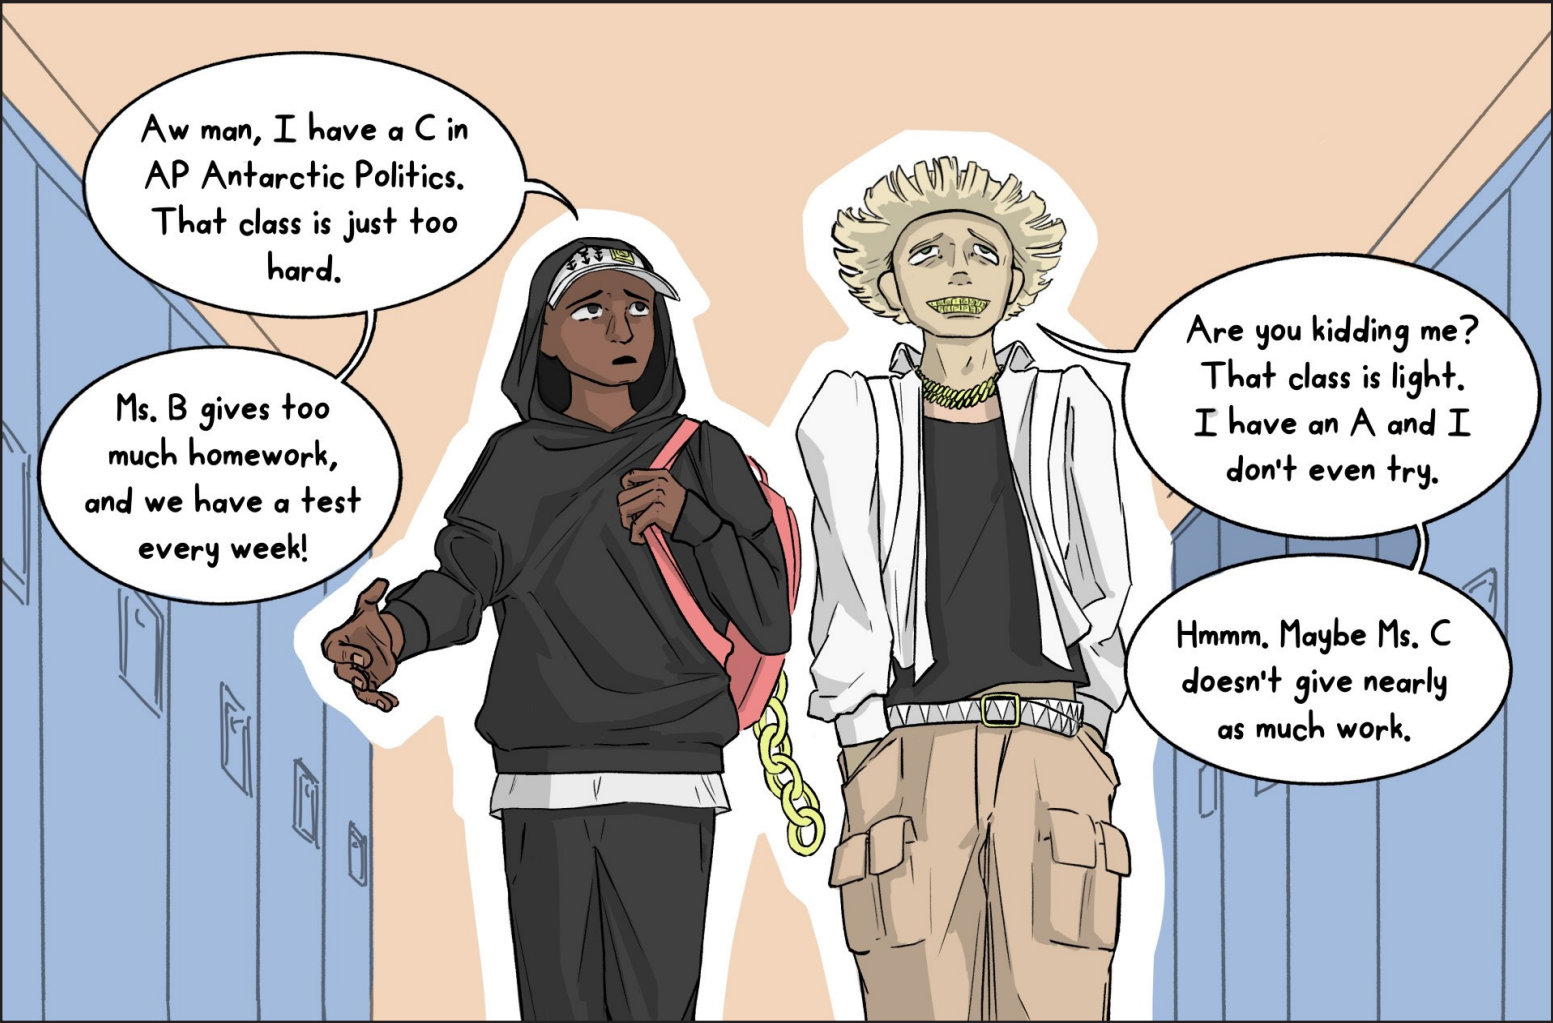 Aw man, I have a C in
AP Antarctic Politics.
That class is just too
hard.
Ms. B gives too
much homework,
and we have a test
every week!
Are you kidding me?
That class is light.
I have an A and I
don't even try.
Hmmm. Maybe Ms. C
doesn't give nearly
as much work.